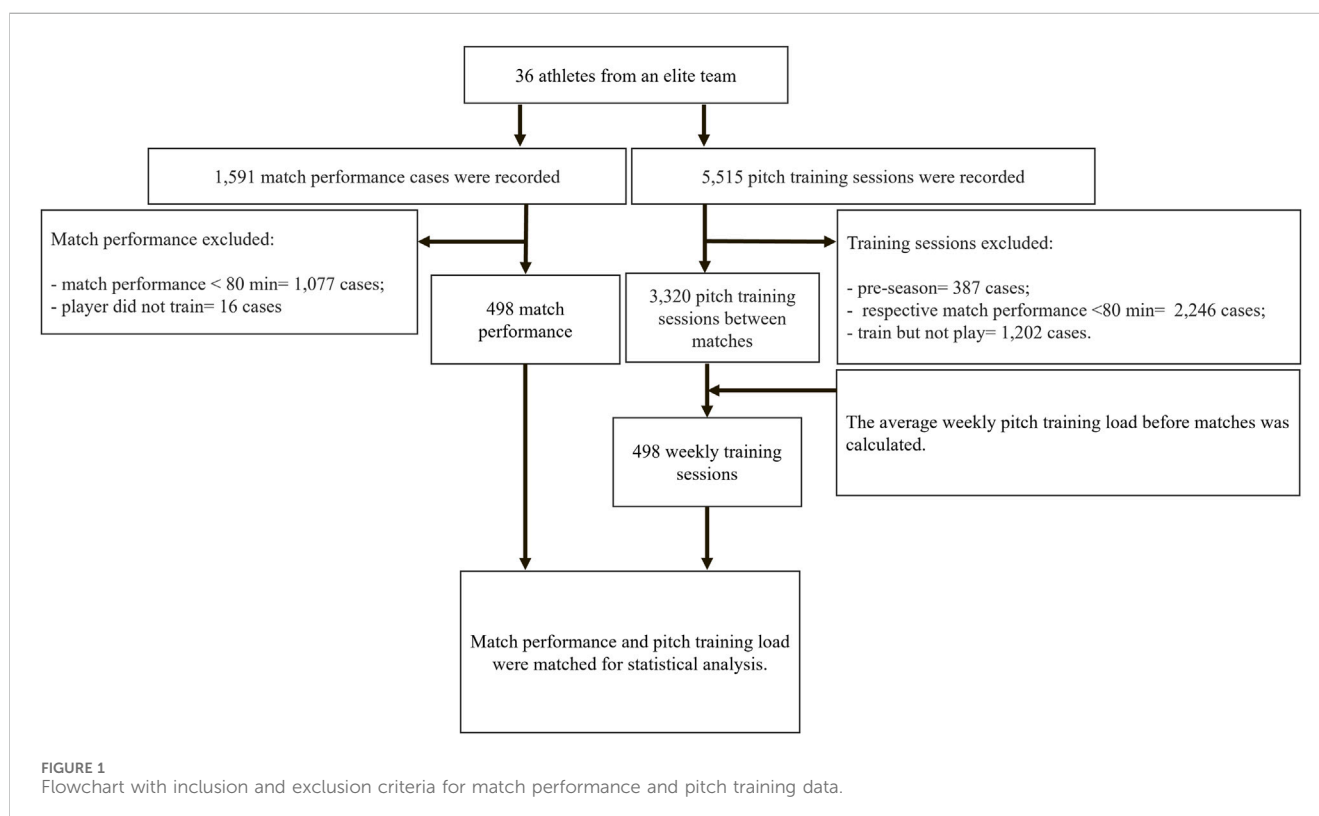 36 athletes from an elite team
1,591 match performance cases were recorded
5,515 pitch training sessions were recorded
Match performance excluded:
- match performance < 80 min= 1,077 cases;
- player did not train= 16 cases
498 match
performance
3,320 pitch training
sessions between
matches
Training sessions excluded:
- pre-season= 387 cases;
- respective match performance <80 min= 2,246 cases;
- train but not play= 1,202 cases.
The average weekly pitch training load before matches was
calculated.
498 weekly training
sessions
Match performance and pitch training load
were matched for statistical analysis.
FIGURE 1
Flowchart with inclusion and exclusion criteria for match performance and pitch training data.